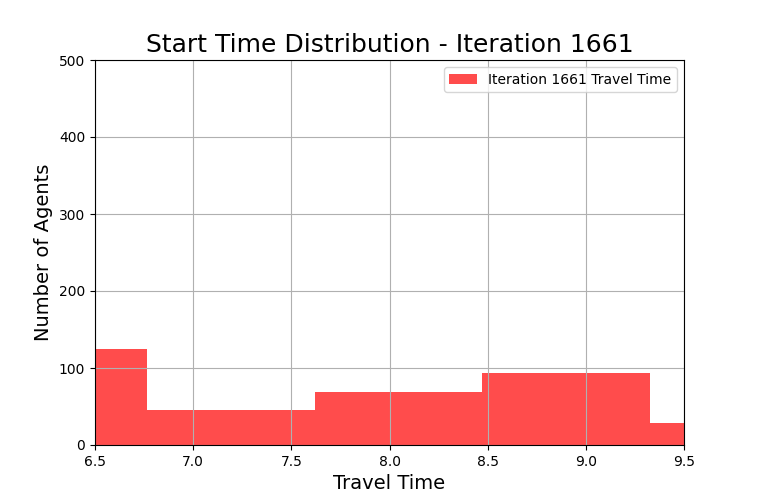 Start Time Distribution - Iteration 1661
Iteration 1661 Travel Time
Number of Agents
500
400
300
200
100
0
6.5 7.0 7.5 8.0 8.5 9.0 9.5
Travel Time